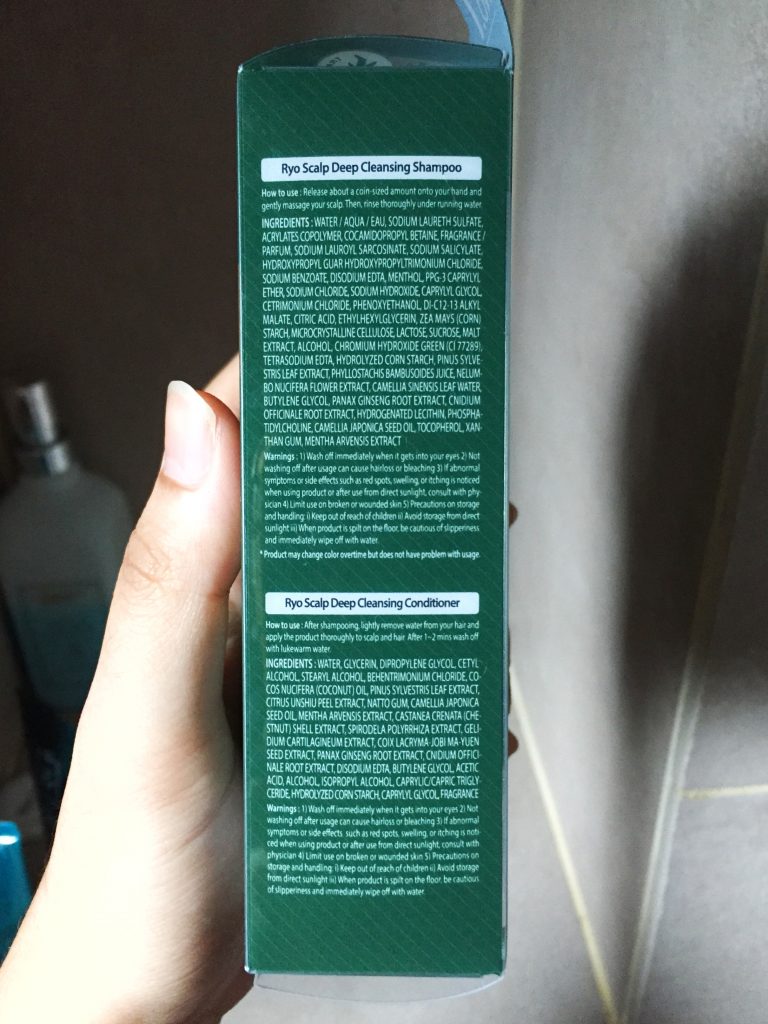 Ryo Scalp Deep Cleansing Shampoo
How to use : Release about a coin-sized amount onto your hand and
gently massage your scalp. Then, rinse thoroughly under running water.
INGREDIENTS : WATER / AQUA / EAU, SODIUM LAURETH SULFATE,
ACRYLATES COPOLYMER, COCAMIDOPROPYL BETAINE, FRAGRANCE /
PARFUM, SODIUM LAUROYL SARCOSINATE, SODIUM SALICYLATE,
HYDROXYPROPYL GUAR HYDROXYPROPYLTRIMONIUM CHLORIDE,
SODIUM BENZOATE, DISODIUM EDTA, MENTHOL, PPG-3 CAPRYLYL
ETHER, SODIUM CHLORIDE, SODIUM HYDROXIDE, CAPRYLYL GLYCOL,
CETRIMONIUM CHLORIDE, PHENOXYETHANOL, DI-C12-13 ALKYL
MALATE, CITRIC ACID, ETHYLHEXYLGLYCERIN, ZEA MAYS (CORN)
STARCH, MICROCRYSTALLINE CELLULOSE, LACTOSE, SUCROSE, MALT
EXTRACT, ALCOHOL, CHROMIUM HYDROXIDE GREEN (CI 77289),
TETRASODIUM EDTA, HYDROLYZED CORN STARCH, PINUS SYLVE-
STRIS LEAF EXTRACT, PHYLLOSTACHIS BAMBUSOIDES JUICE, NELUM-
BO NUCIFERA FLOWER EXTRACT, CAMELLIA SINENSIS LEAF WATER,
BUTYLENE GLYCOL, PANAX GINSENG ROOT EXTRACT, CNIDIUM
OFFICINALE ROOT EXTRACT, HYDROGENATED LECITHIN, PHOSPHA-
TIDYLCHOLINE, CAMELLIA JAPONICA SEED OIL, TOCOPHEROL, XAN-
THAN GUM, MENTHA ARVENSIS EXTRACT
Warnings : 1) Wash off immediately when it gets into your eyes 2) Not
washing off after usage can cause hairloss or bleaching 3) If abnormal
symptoms or side effects such as red spots, swelling, or itching is noticed
when using product or after use from direct sunlight, consult with phy-
sician 4) Limit use on broken or wounded skin 5) Precautions on storage
and handling: i) Keep out of reach of children ii) Avoid storage from direct
sunlight iii) When product is spilt on the floor, be cautious of slipperiness
and immediately wipe off with water.
* Product may change color overtime but does not have problem with usage.
Ryo Scalp Deep Cleansing Conditioner
How to use : After shampooing, lightly remove water from your hair and
apply the product thoroughly to scalp and hair. After 1~2 mins wash off
with lukewarm water.
INGREDIENTS: WATER, GLYCERIN, DIPROPYLENE GLYCOL, CETYL
ALCOHOL, STEARYL ALCOHOL, BEHENTRIMONIUM CHLORIDE, CO-
COS NUCIFERA (COCONUT) OIL, PINUS SYLVESTRIS LEAF EXTRACT,
CITRUS UNSHIU PEEL EXTRACT, NATTO GUM, CAMELLIA JAPONICA
SEED OIL, MENTHA ARVENSIS EXTRACT, CASTANEA CRENATA (CHE-
STNUT) SHELL EXTRACT, SPIRODELA POLYRRHIZA EXTRACT, GELI-
DIUM CARTILAGINEUM EXTRACT, COIX LACRYMA-JOBI MA-YUEN
SEED EXTRACT, PANAX GINSENG ROOT EXTRACT, CNIDIUM OFFICI-
NALE ROOT EXTRACT, DISODIUM EDTA, BUTYLENE GLYCOL, ACETIC
ACID, ALCOHOL, ISOPROPYL ALCOHOL, CAPRYLIC/CAPRIC TRIGLY-
CERIDE, HYDROLYZED CORN STARCH, CAPRYLYL GLYCOL, FRAGRANCE
Warnings : 1) Wash off immediately when it gets into your eyes 2) Not
washing off after usage can cause hairloss or bleaching 3) If abnormal
symptoms or side effects such as red spots, swelling, or itching is noti-
ced when using product or after use from direct sunlight, consult with
physician 4) Limit use on broken or wounded skin 5) Precautions on
storage and handling: i) Keep out of reach of children ii) Avoid storage
from direct sunlight iii) When product is spilt on the floor, be cautious
of slipperiness and immediately wipe off with water.